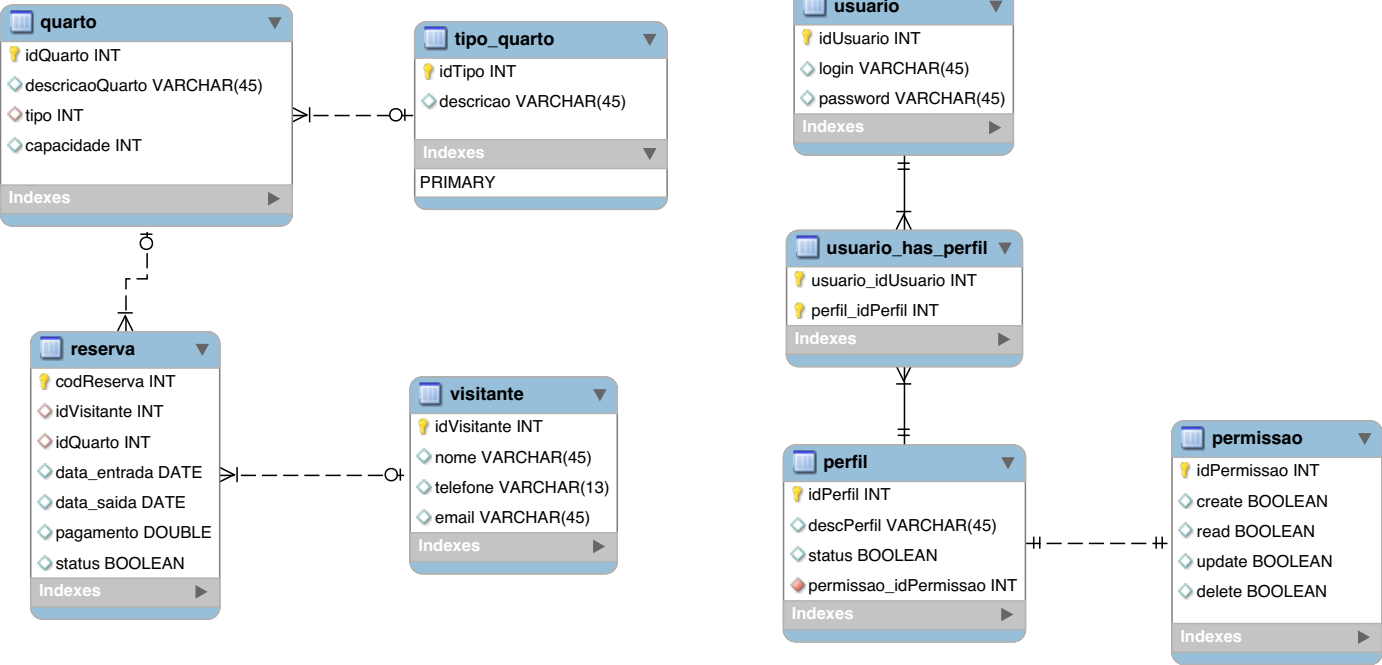 quarto
idQuarto INT
descricaoQuarto VARCHAR(45)
tipo INT
capacidade INT
Indexes
tipo_quarto
idTipo INT
descricao VARCHAR(45)
Indexes
PRIMARY
reserva
codReserva INT
idVisitante INT
idQuarto INT
data_entrada DATE
data_saida DATE
pagamento DOUBLE
status BOOLEAN
Indexes
visitante
idVisitante INT
nome VARCHAR(45)
telefone VARCHAR(13)
email VARCHAR(45)
Indexes
usuario
idUsuario INT
login VARCHAR(45)
password VARCHAR(45)
Indexes
usuario_has_perfil
usuario_idUsuario INT
perfil_idPerfil INT
Indexes
perfil
idPerfil INT
descPerfil VARCHAR(45)
status BOOLEAN
permissao_idPermissao INT
Indexes
permissao
idPermissao INT
create BOOLEAN
read BOOLEAN
update BOOLEAN
delete BOOLEAN
Indexes